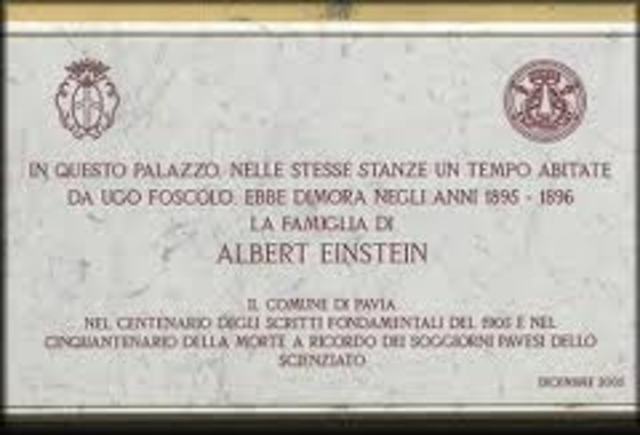 IN QUESTO PALAZZO, NELLE STESSE STANZE UN TEMPO ABITATE
DA UGO FOSCOLO, EBBE DIMORA NEGLI ANNI 1895 - 1896
LA FAMIGLIA DI
ALBERT EINSTEIN
IL COMUNE DI PAVIA
NEL CENTENARIO DEGLI SCRITTI FONDAMENTALI DEL 1905 E NEL
CINQUANTENARIO DELLA MORTE A RICORDO DEI SOGGIORNI PAVESI DELLO
SCIENZIATO
DICEMBRE 2005